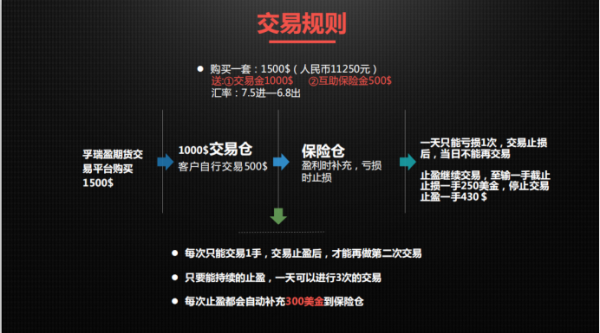 交易规则
● 购买一套：1500$（人民币11250元）
送:①交易金1000$ ②互助保险金500$
汇率：7.5进—6.8出
孚瑞盈期货交
易平台购买
1500$
1000$交易仓
客户自行交易500$
保险仓
盈利时补充，亏损
时止损
一天只能亏损1次，交易止损
后，当日不能再交易
止盈继续交易，至输一手截止
止损一手250美金，停止交易
止盈一手430＄
● 每次只能交易1手，交易止盈后，才能再做第二次交易
● 只要能持续的止盈，一天可以进行3次的交易
● 每次止盈都会自动补充300美金到保险仓